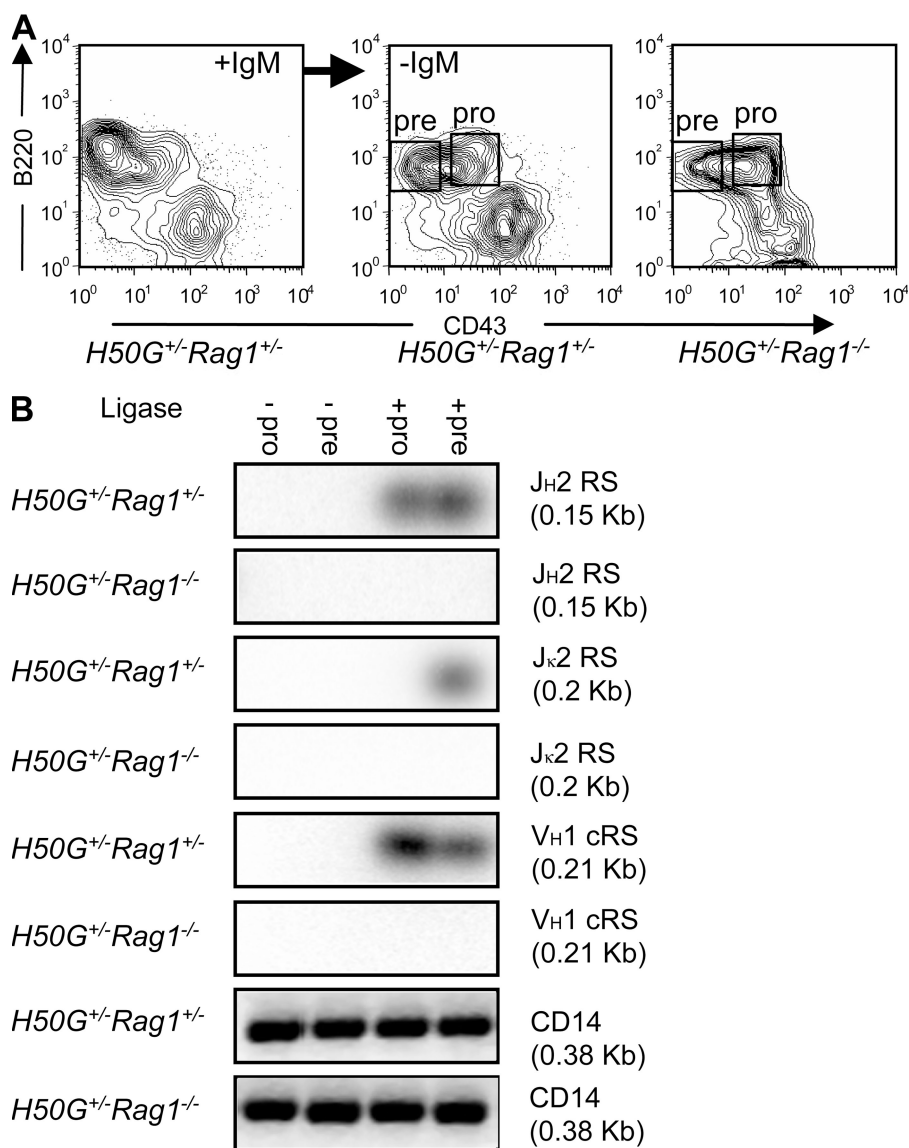 A
+IgM
-IgM
pre
pro
pre
pro
B220
10⁴
10³
10²
10¹
10⁰
10⁰ 10¹ 10² 10³ 10⁴
10⁴
10³
10²
10¹
10⁰
10⁰ 10¹ 10² 10³ 10⁴
10⁴
10³
10²
10¹
10⁰
10⁰ 10¹ 10² 10³ 10⁴
CD43
H50G+/-Rag1+/-
H50G+/-Rag1+/-
H50G+/-Rag1-/-
B
Ligase
- pro
- pre
+pro
+pre
H50G+/-Rag1+/-
JH2 RS
(0.15 Kb)
H50G+/-Rag1-/-
JH2 RS
(0.15 Kb)
H50G+/-Rag1+/-
Jκ2 RS
(0.2 Kb)
H50G+/-Rag1-/-
Jκ2 RS
(0.2 Kb)
H50G+/-Rag1+/-
VH1 cRS
(0.21 Kb)
H50G+/-Rag1-/-
VH1 cRS
(0.21 Kb)
H50G+/-Rag1+/-
CD14
(0.38 Kb)
H50G+/-Rag1-/-
CD14
(0.38 Kb)